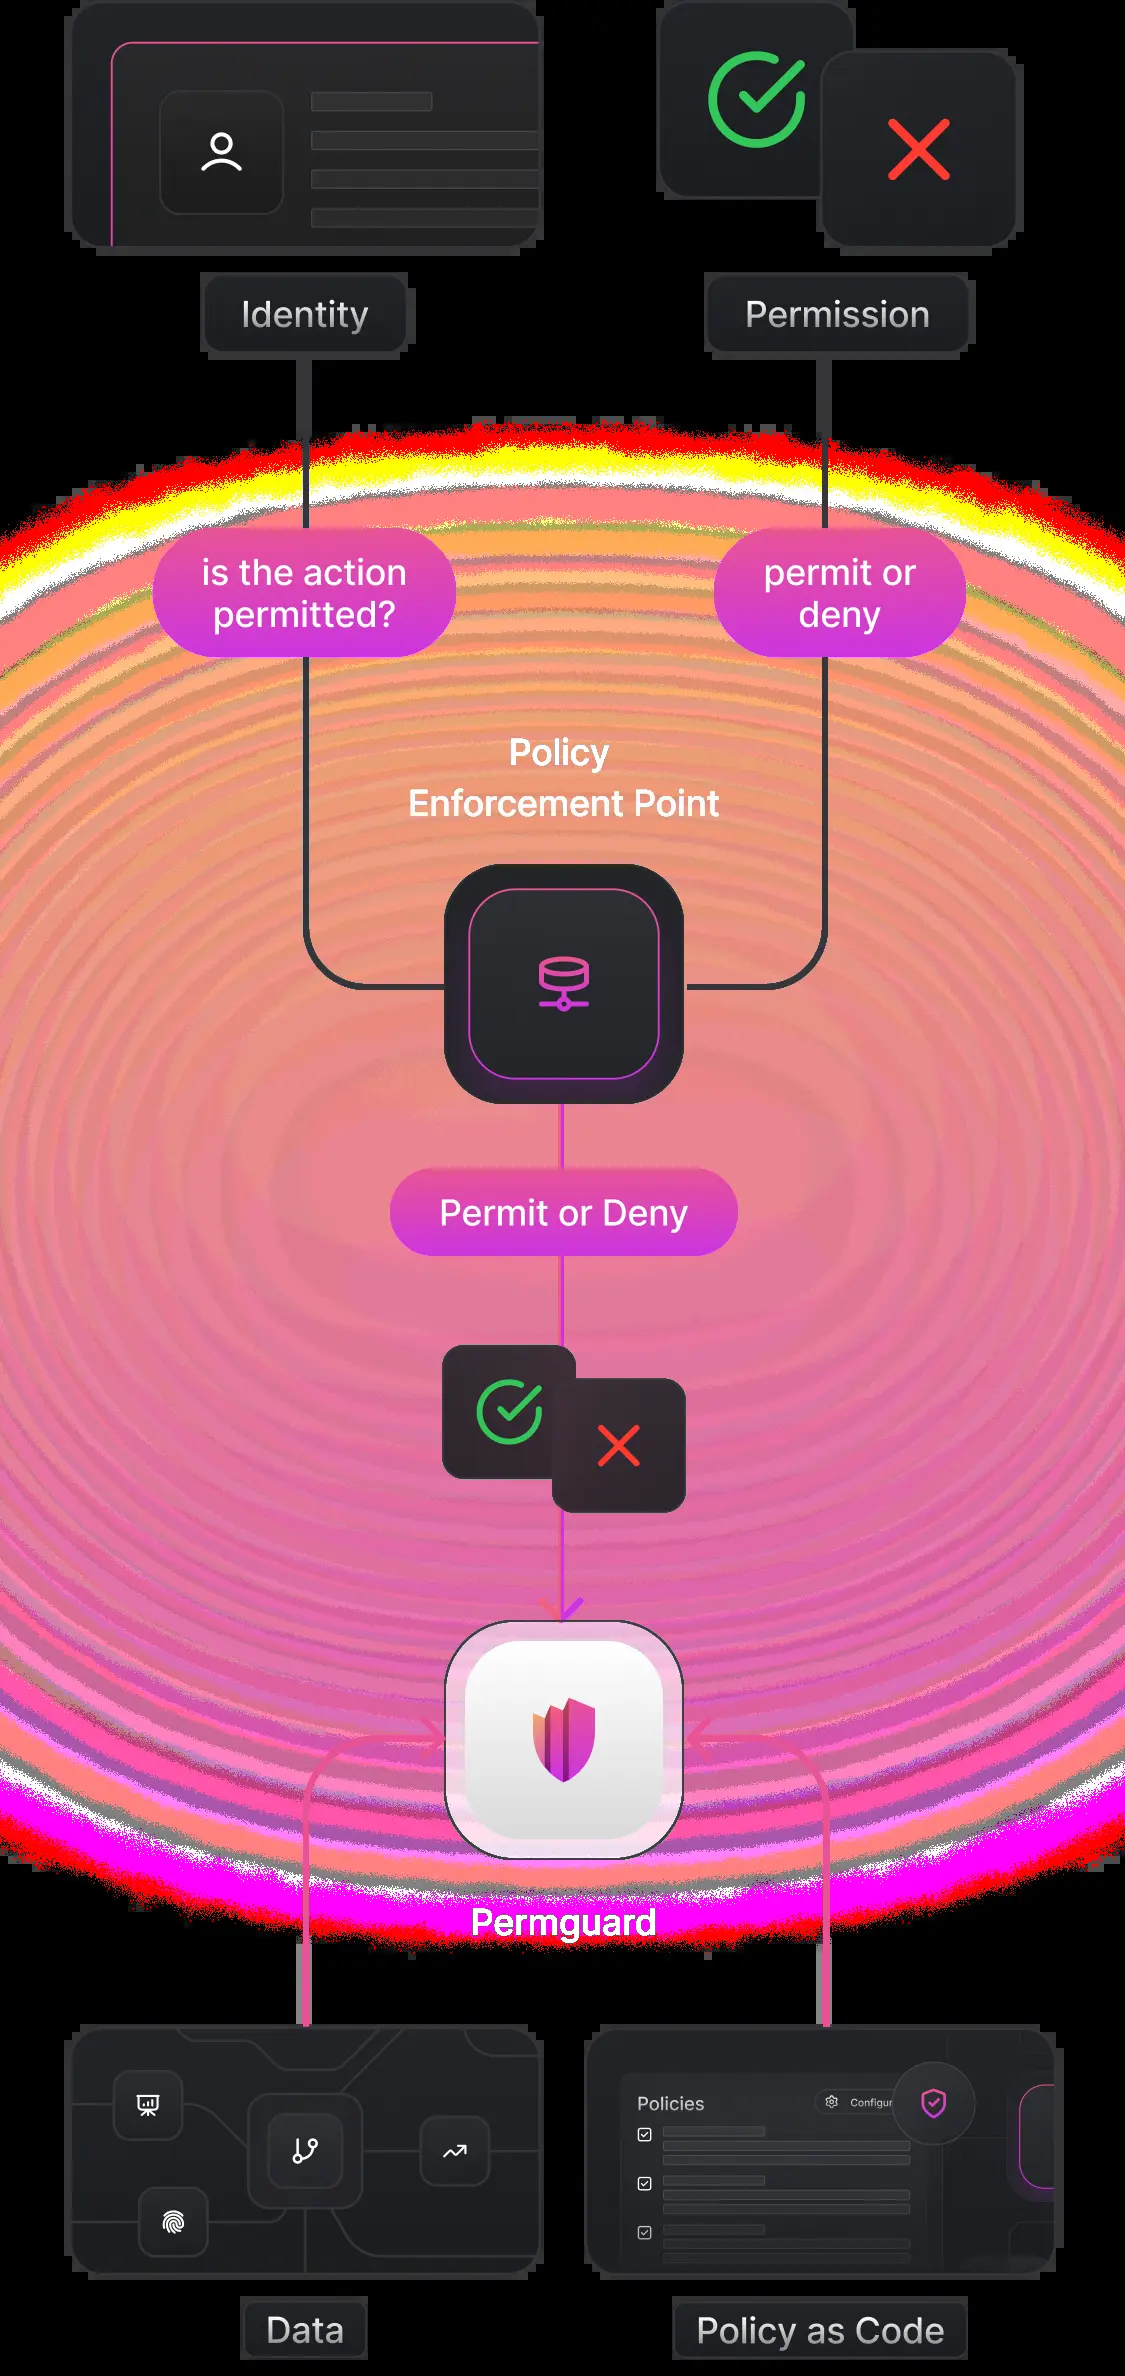 Identity
Permission
is the action
permitted?
permit or
deny
Policy
Enforcement Point
Permit or Deny
Permguard
Policies
Configur
Data
Policy as Code